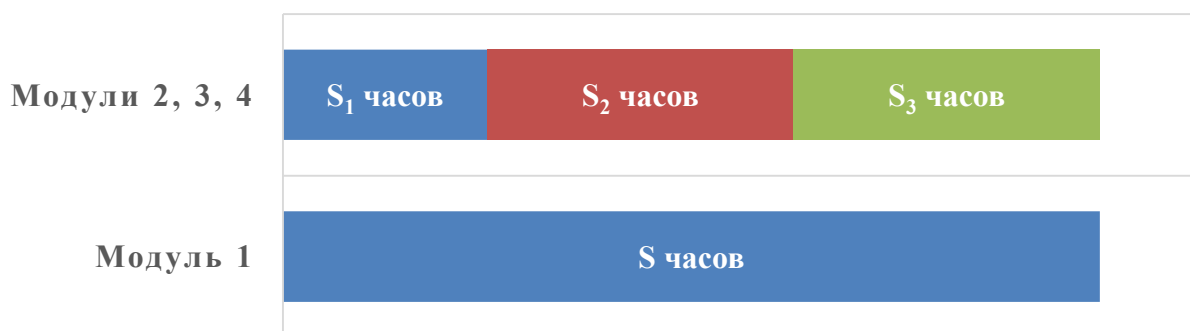 Модули 2, 3, 4
S₁ часов S₂ часов S₃ часов
Модуль 1
S часов